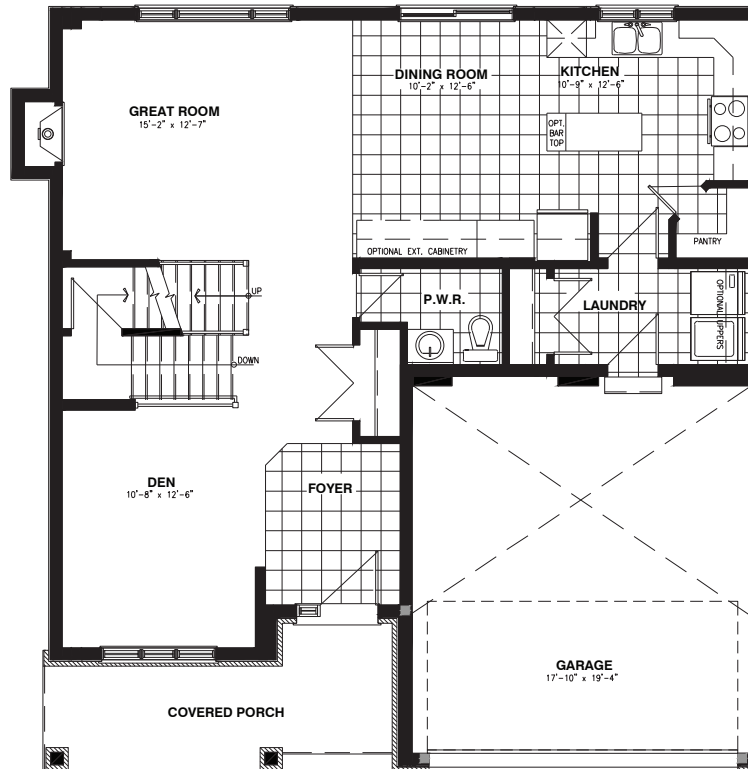 GREAT ROOM
15'-2" x 12'-7"
DINING ROOM
10'-2" x 12'-6"
KITCHEN
10'-9" x 12'-6"
OPT.
BAR
TOP
OPTIONAL EXT. CABINETRY
PANTRY
UP
DOWN
P.W.R.
LAUNDRY
OPTIONAL UPPERS
DEN
10'-8" x 12'-6"
FOYER
GARAGE
17'-10" x 19'-4"
COVERED PORCH